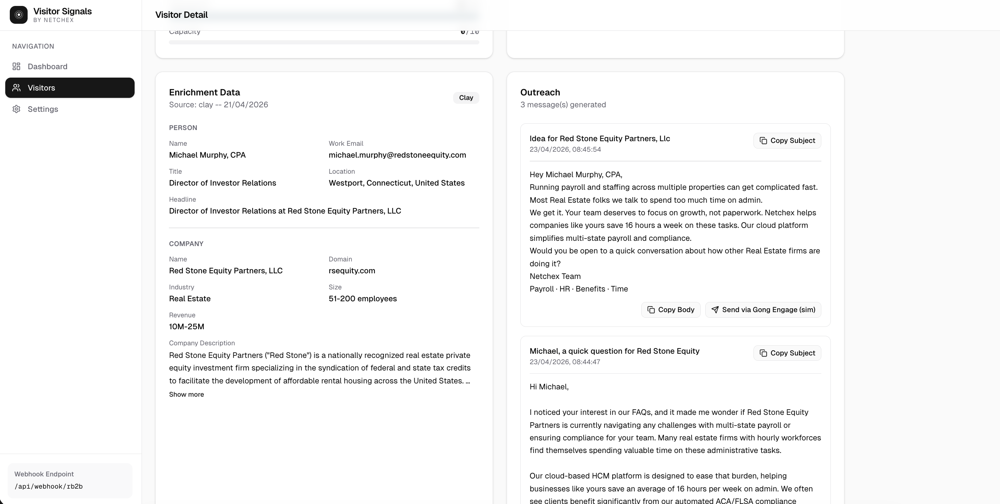 Visitor Signals
BY NETCHEX
NAVIGATION
Dashboard
Visitors
Settings
Webhook Endpoint
/api/webhook/rb2b
Visitor Detail
Capacity
0/10
Enrichment Data
Source: clay -- 21/04/2026
Clay
PERSON
Name
Michael Murphy, CPA
Work Email
michael.murphy@redstoneequity.com
Title
Director of Investor Relations
Location
Westport, Connecticut, United States
Headline
Director of Investor Relations at Red Stone Equity Partners, LLC
COMPANY
Name
Red Stone Equity Partners, LLC
Domain
rsequity.com
Industry
Real Estate
Size
51-200 employees
Revenue
10M-25M
Company Description
Red Stone Equity Partners ("Red Stone") is a nationally recognized real estate private
equity investment firm specializing in the syndication of federal and state tax credits
to facilitate the development of affordable rental housing across the United States. ...
Show more
Outreach
3 message(s) generated
Idea for Red Stone Equity Partners, Llc
23/04/2026, 08:45:54
Copy Subject
Hey Michael Murphy, CPA,
Running payroll and staffing across multiple properties can get complicated fast.
Most Real Estate folks we talk to spend too much time on admin.
We get it. Your team deserves to focus on growth, not paperwork. Netchex helps
companies like yours save 16 hours a week on these tasks. Our cloud platform
simplifies multi-state payroll and compliance.
Would you be open to a quick conversation about how other Real Estate firms are
doing it?
Netchex Team
Payroll · HR · Benefits · Time
Copy Body
Send via Gong Engage (sim)
Michael, a quick question for Red Stone Equity
23/04/2026, 08:44:47
Copy Subject
Hi Michael,
I noticed your interest in our FAQs, and it made me wonder if Red Stone Equity
Partners is currently navigating any challenges with multi-state payroll or
ensuring compliance for your team. Many real estate firms with hourly workforces
find themselves spending valuable time on these administrative tasks.
Our cloud-based HCM platform is designed to ease that burden, helping
businesses like yours save an average of 16 hours per week on admin. We often
see clients benefit significantly from our automated ACA/FLSA compliance